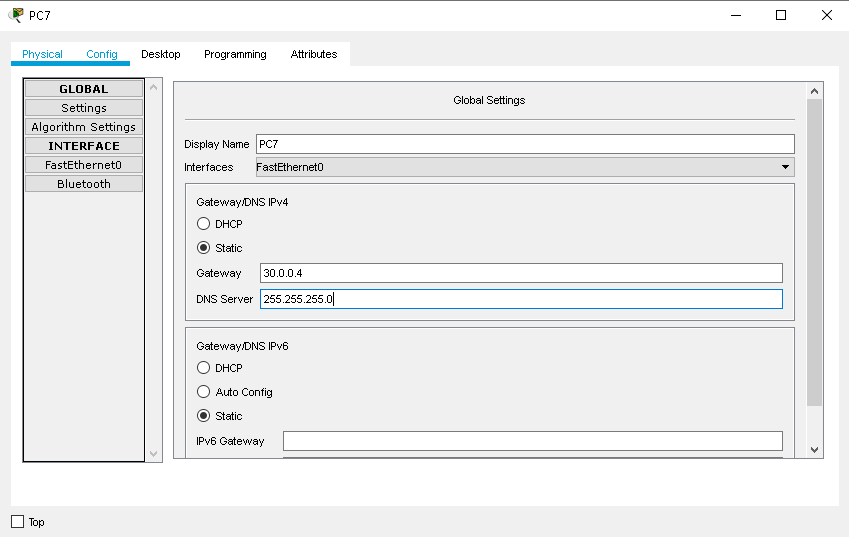 PC7
Physical Config Desktop Programming Attributes
GLOBAL
Settings
Algorithm Settings
INTERFACE
FastEthernet0
Bluetooth
Global Settings
Display Name PC7
Interfaces FastEthernet0
Gateway/DNS IPv4
DHCP
Static
Gateway 30.0.0.4
DNS Server 255.255.255.0
Gateway/DNS IPv6
DHCP
Auto Config
Static
IPv6 Gateway
Top